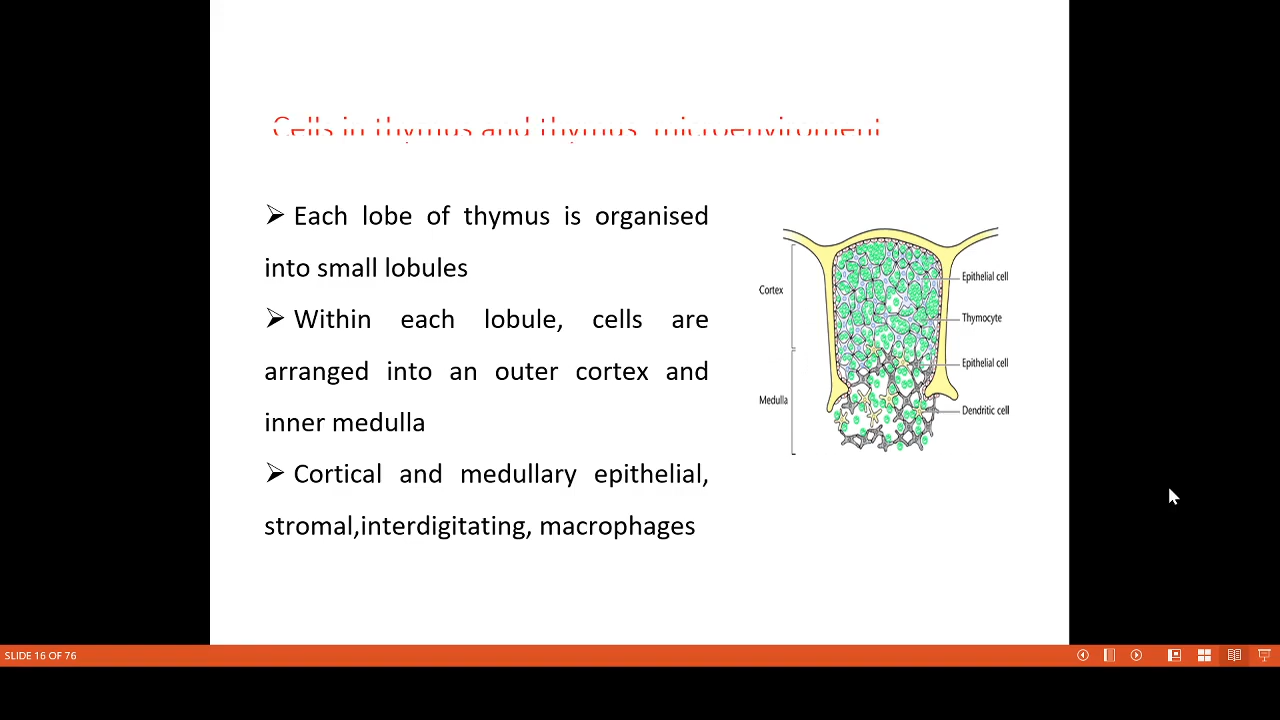 Cells in thymus and thymus microenviroment
➢ Each lobe of thymus is organised
into small lobules
➢ Within each lobule, cells are
arranged into an outer cortex and
inner medulla
➢ Cortical and medullary epithelial,
stromal,interdigitating, macrophages
Cortex
Medulla
Epithelial cell
Thymocyte
Epithelial cell
Dendritic cell
SLIDE 16 OF 76